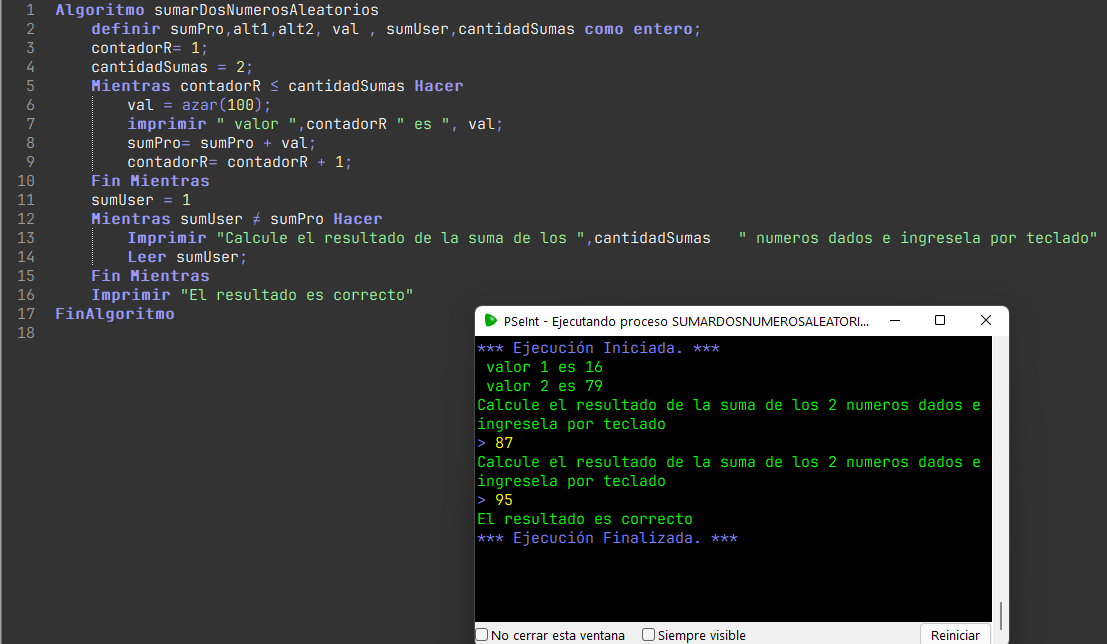 1 Algoritmo sumarDosNumerosAleatorios
2 definir sumPro,alt1,alt2, val , sumUser,cantidadSumas como entero;
3 contadorR= 1;
4 cantidadSumas = 2;
5 Mientras contadorR ≤ cantidadSumas Hacer
6 val = azar(100);
7 imprimir " valor ",contadorR " es ", val;
8 sumPro= sumPro + val;
9 contadorR= contadorR + 1;
10 Fin Mientras
11 sumUser = 1
12 Mientras sumUser ≠ sumPro Hacer
13 Imprimir "Calcule el resultado de la suma de los ",cantidadSumas " numeros dados e ingresela por teclado"
14 Leer sumUser;
15 Fin Mientras
16 Imprimir "El resultado es correcto"
17 FinAlgoritmo
18
PSeInt - Ejecutando proceso SUMARDOSNUMEROSALEATORI...
*** Ejecución Iniciada. ***
valor 1 es 16
valor 2 es 79
Calcule el resultado de la suma de los 2 numeros dados e
ingresela por teclado
> 87
Calcule el resultado de la suma de los 2 numeros dados e
ingresela por teclado
> 95
El resultado es correcto
*** Ejecución Finalizada. ***
No cerrar esta ventana Siempre visible Reiniciar